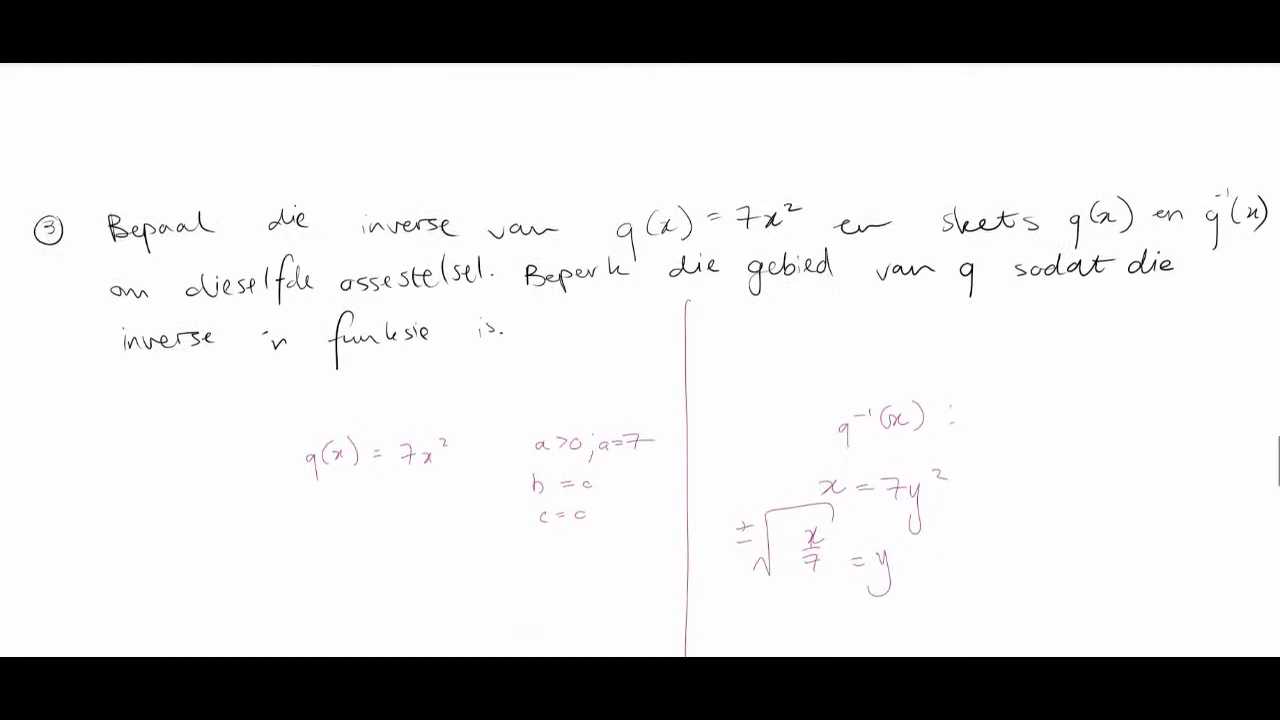 ③ Bepaal die inverse van q(x) = 7x² en skets q(x) en q⁻¹(x)
om dieselfde assestelsel. Beperk die gebied van q sodat die
inverse 'n funksie is.
q(x) = 7x²
a > 0 ; a = 7
b = 0
c = 0
q⁻¹(x) :
x = 7y²
±√(x/7) = y